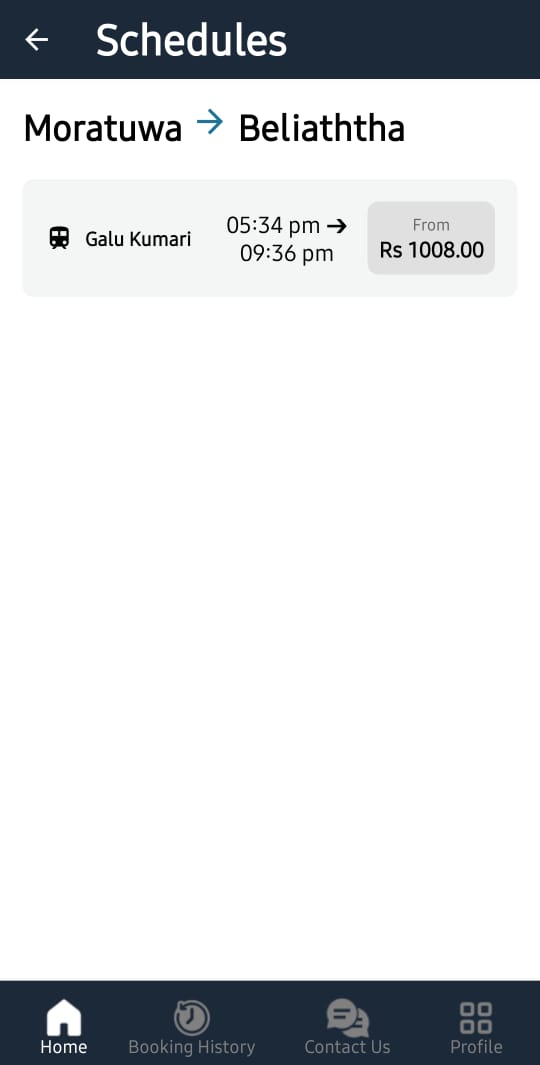 Schedules
Moratuwa → Beliaththa
Galu Kumari
05:34 pm →
09:36 pm
From
Rs 1008.00
Home
Booking History
Contact Us
Profile